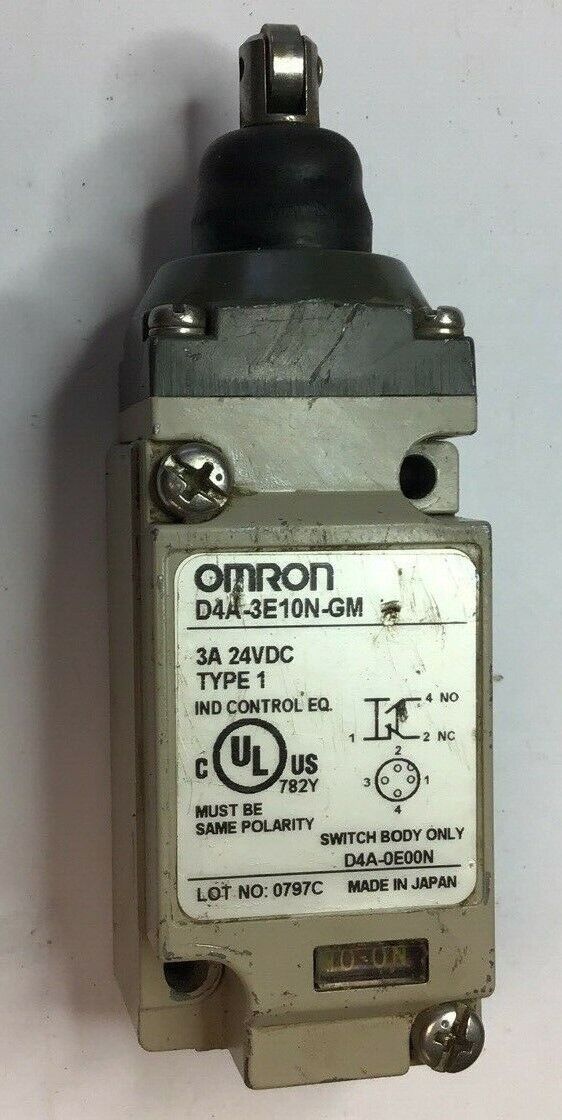 OMRON
D4A-3E10N-GM
3A 24VDC
TYPE 1
IND CONTROL EQ.
C UL US
782Y
MUST BE
SAME POLARITY
4 NO
1 2 NC
2
3 1
4
SWITCH BODY ONLY
D4A-0E00N
LOT NO: 0797C MADE IN JAPAN